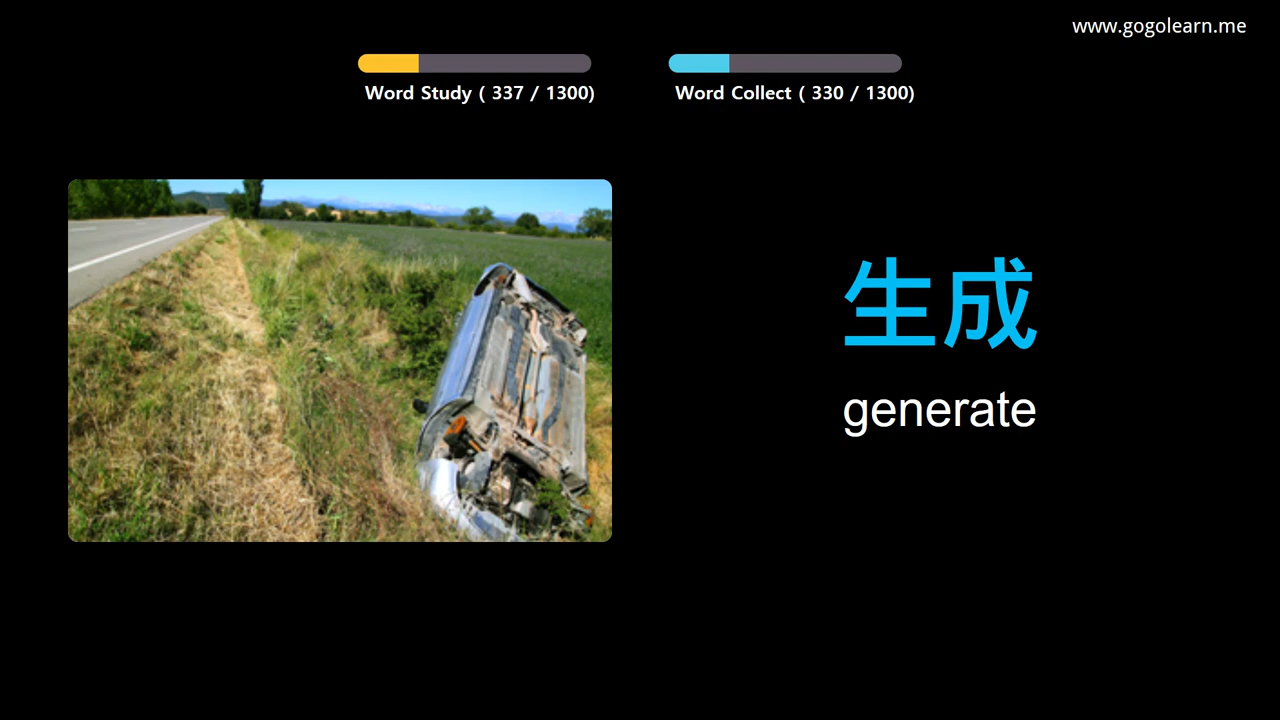 www.gogolearn.me
Word Study ( 337 / 1300)
Word Collect ( 330 / 1300)
生成
generate